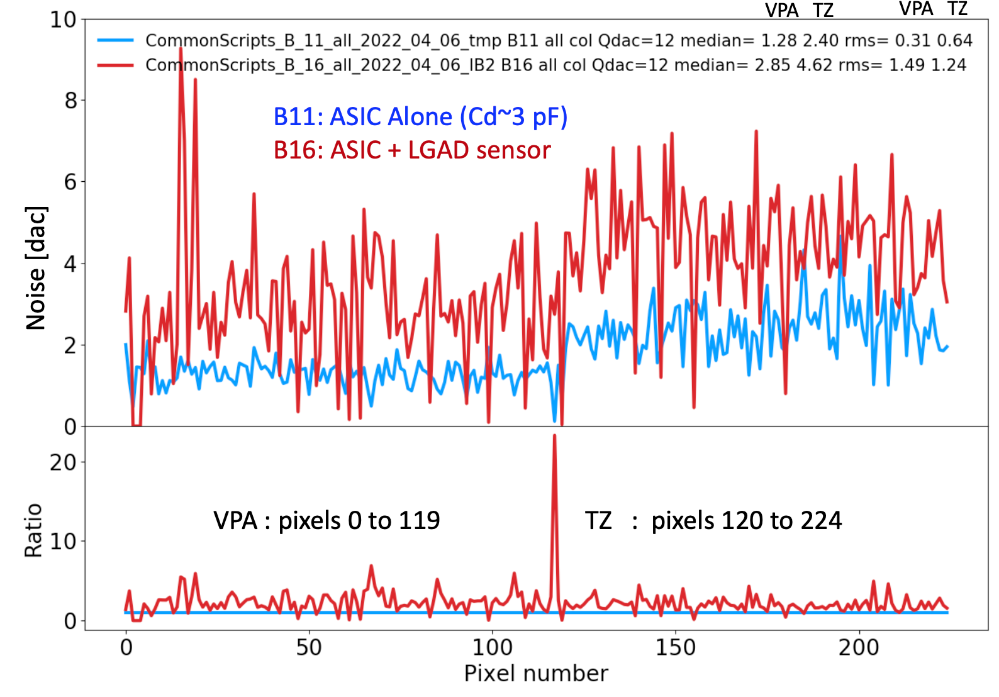 VPA TZ VPA TZ
10
CommonScripts_B_11_all_2022_04_06_tmp B11 all col Qdac=12 median= 1.28 2.40 rms= 0.31 0.64
CommonScripts_B_16_all_2022_04_06_IB2 B16 all col Qdac=12 median= 2.85 4.62 rms= 1.49 1.24
8
B11: ASIC Alone (Cd~3 pF)
B16: ASIC + LGAD sensor
6
Noise [dac]
4
2
0
20
VPA : pixels 0 to 119 TZ : pixels 120 to 224
Ratio
10
0
0 50 100 150 200
Pixel number